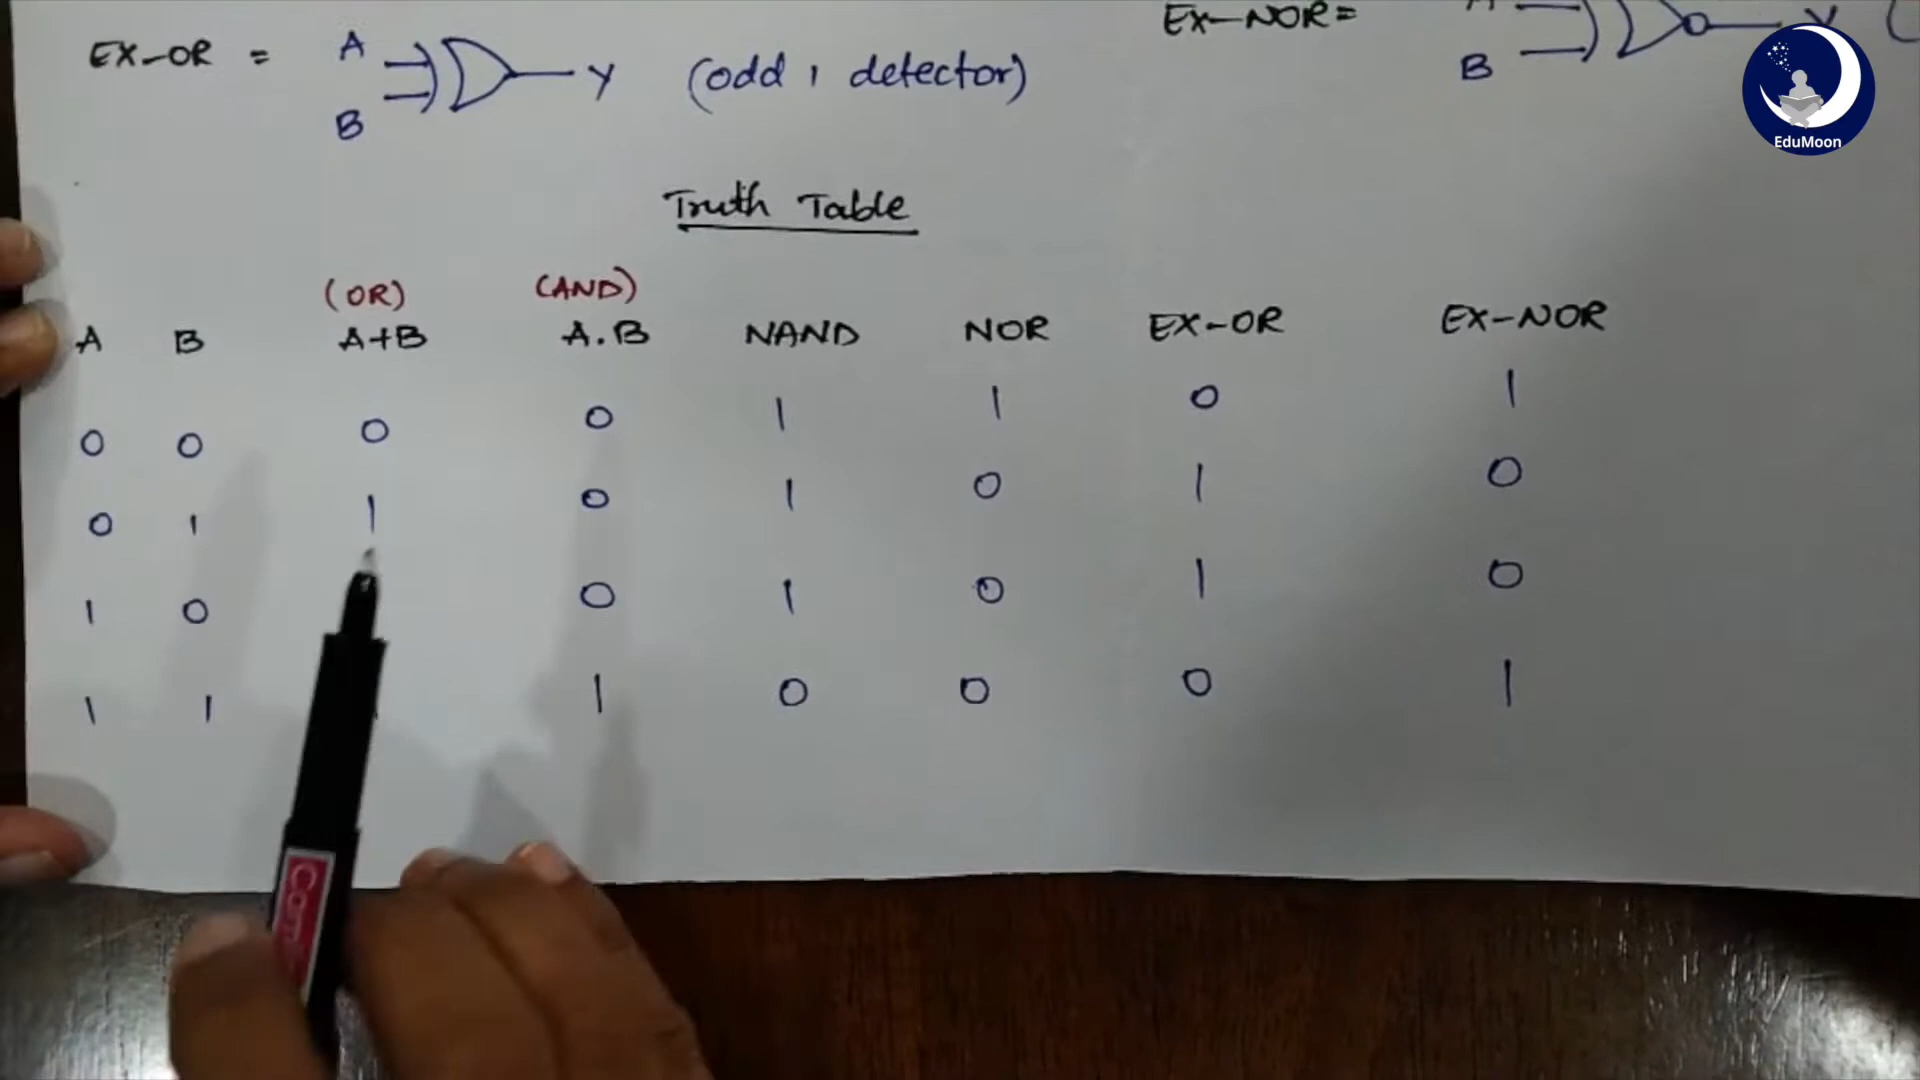 EX-OR = A B Y (odd 1 detector)
EX-NOR = B Y
EduMoon
Truth Table
(OR) (AND)
A B A+B A.B NAND NOR EX-OR EX-NOR
0 0 0 0 1 1 0 1
0 1 1 0 1 0 1 0
1 0 0 1 0 1 0
1 1 1 0 0 0 1